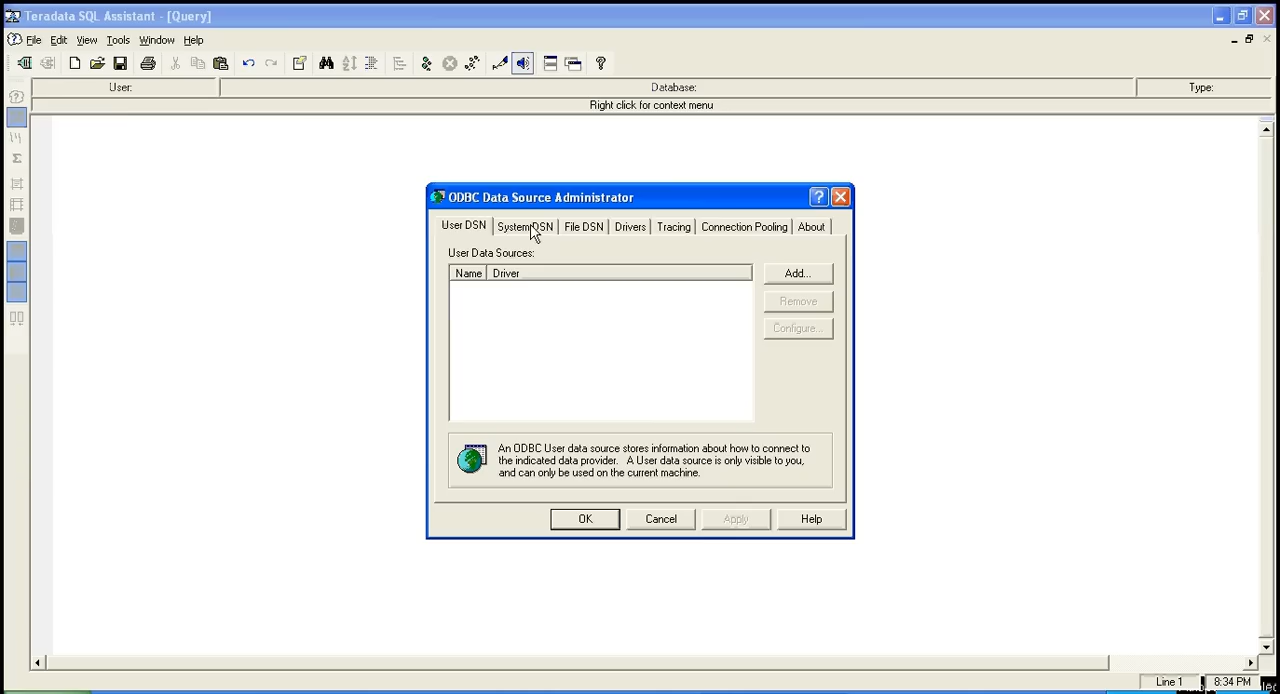 Teradata SQL Assistant - [Query]
File Edit View Tools Window Help
User: Database: Type:
Right click for context menu
ODBC Data Source Administrator
User DSN System DSN File DSN Drivers Tracing Connection Pooling About
User Data Sources:
Name Driver
Add...
Remove
Configure...
An ODBC User data source stores information about how to connect to
the indicated data provider. A User data source is only visible to you,
and can only be used on the current machine.
OK Cancel Apply Help
Line 1 8:34 PM